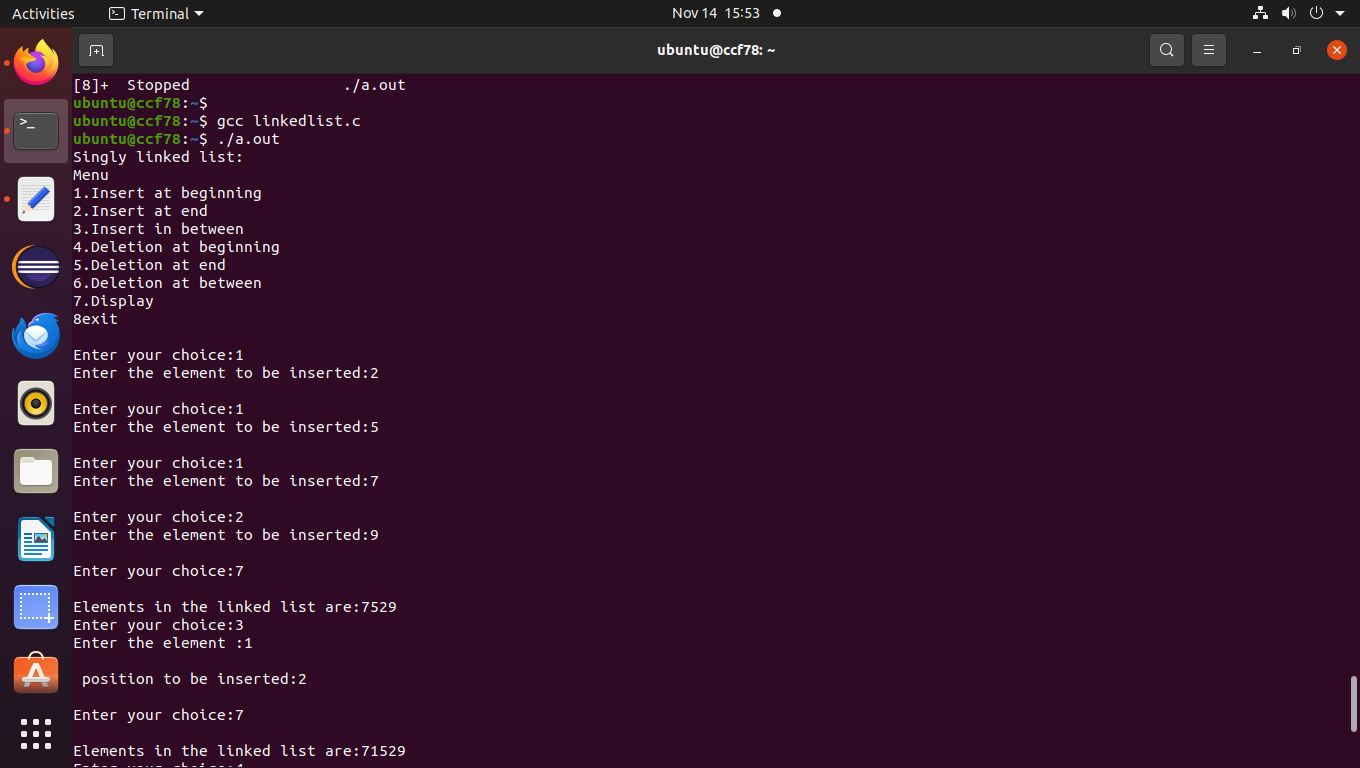 Activities Terminal Nov 14 15:53
ubuntu@ccf78: ~
[8]+  Stopped                 ./a.out
ubuntu@ccf78:~$
ubuntu@ccf78:~$ gcc linkedlist.c
ubuntu@ccf78:~$ ./a.out
Singly linked list:
Menu
1.Insert at beginning
2.Insert at end
3.Insert in between
4.Deletion at beginning
5.Deletion at end
6.Deletion at between
7.Display
8exit
Enter your choice:1
Enter the element to be inserted:2
Enter your choice:1
Enter the element to be inserted:5
Enter your choice:1
Enter the element to be inserted:7
Enter your choice:2
Enter the element to be inserted:9
Enter your choice:7
Elements in the linked list are:7529
Enter your choice:3
Enter the element :1
 position to be inserted:2
Enter your choice:7
Elements in the linked list are:71529
Enter your choice:4